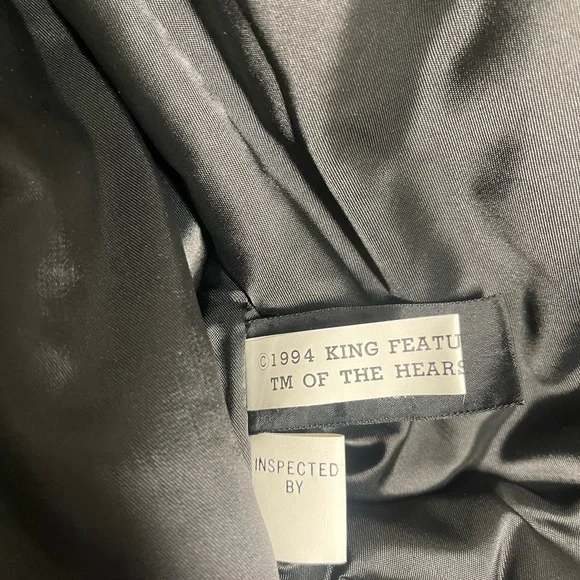 ©1994 KING FEATU
TM OF THE HEARS
INSPECTED
BY